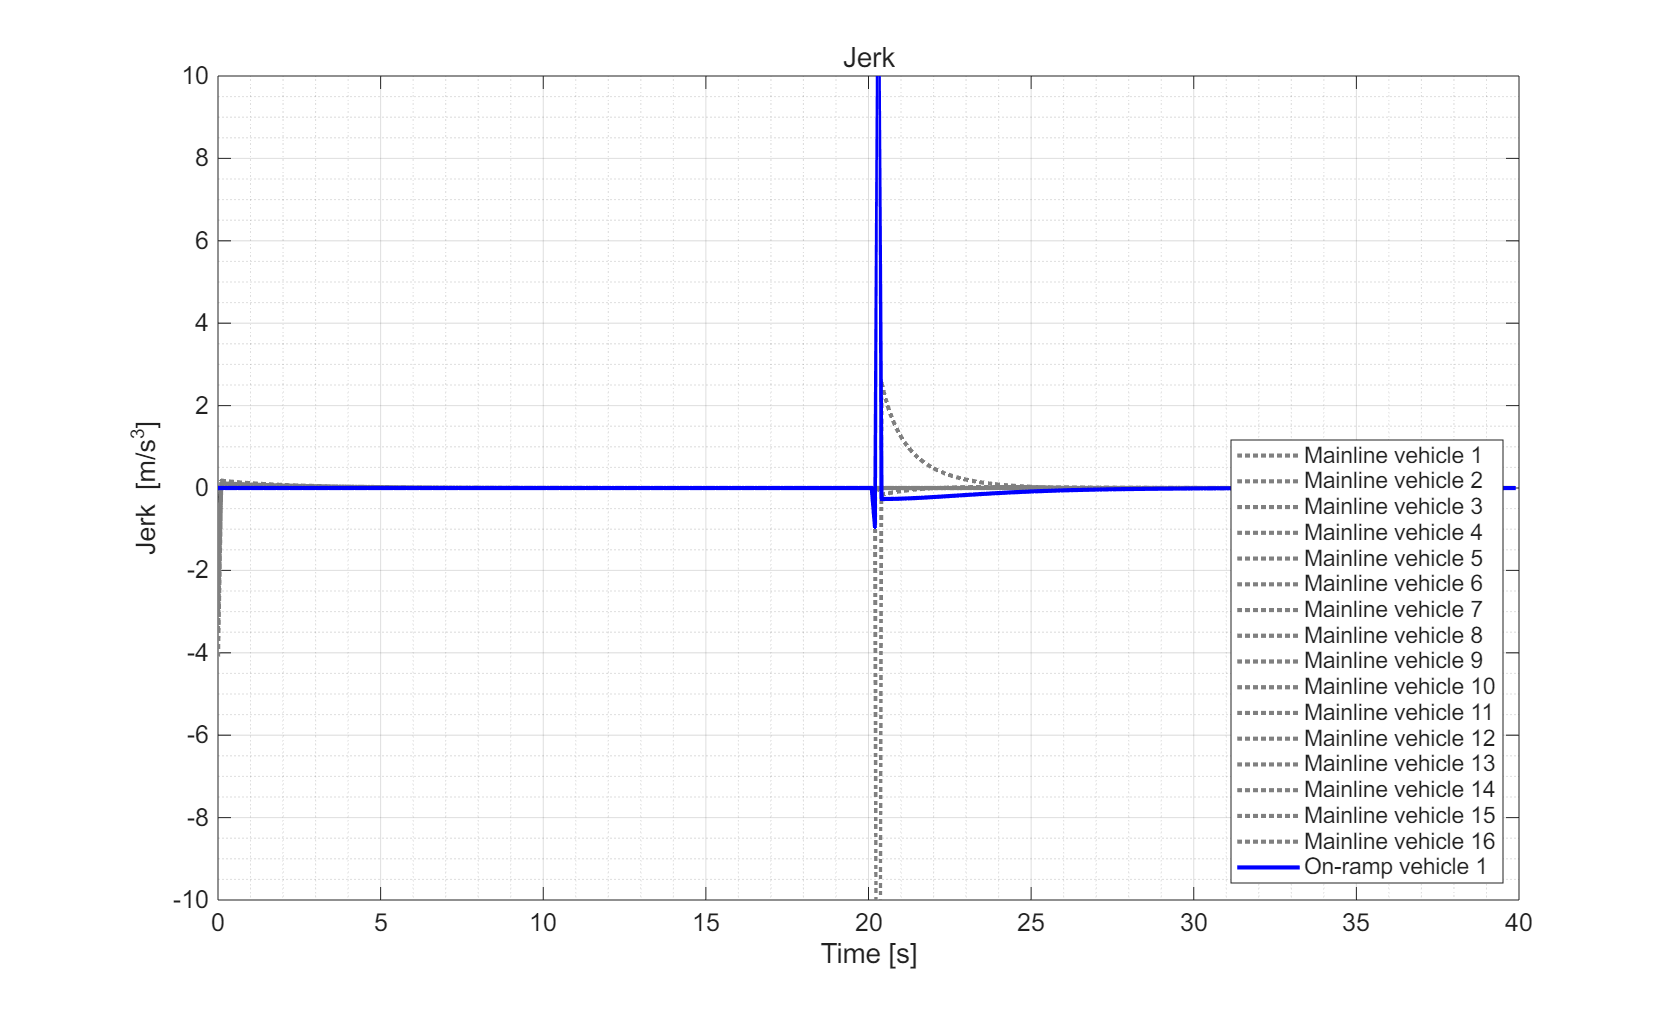 Jerk
10
8
6
4
2
0
-2
-4
-6
-8
-10
Jerk [m/s³]
0 5 10 15 20 25 30 35 40
Time [s]
Mainline vehicle 1
Mainline vehicle 2
Mainline vehicle 3
Mainline vehicle 4
Mainline vehicle 5
Mainline vehicle 6
Mainline vehicle 7
Mainline vehicle 8
Mainline vehicle 9
Mainline vehicle 10
Mainline vehicle 11
Mainline vehicle 12
Mainline vehicle 13
Mainline vehicle 14
Mainline vehicle 15
Mainline vehicle 16
On-ramp vehicle 1